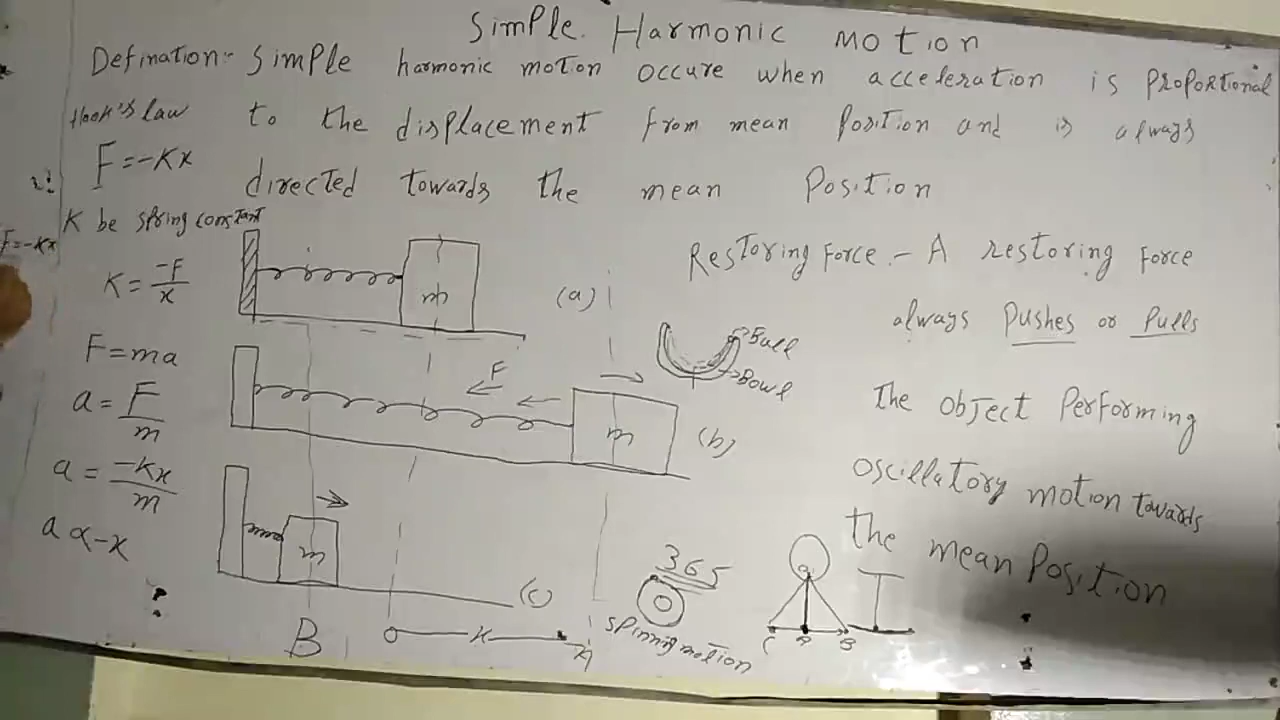 Simple. Harmonic motion
Defination:- Simple harmonic motion occure when acceleration is proportional
to the displacement from mean position and is always
directed towards the mean position
Hook's law
F=-Kx
K be spring constant
F=-Kx
K=-F/x
F=ma
a=F/m
a=-Kx/m
a∝-x
m
(a)
F
m
(b)
m
(c)
B O x A
Ball
Bowl
365
spinning motion
C A B
Restoring Force:- A restoring force
always pushes or pulls
the object performing
oscillatory motion towards
the mean position